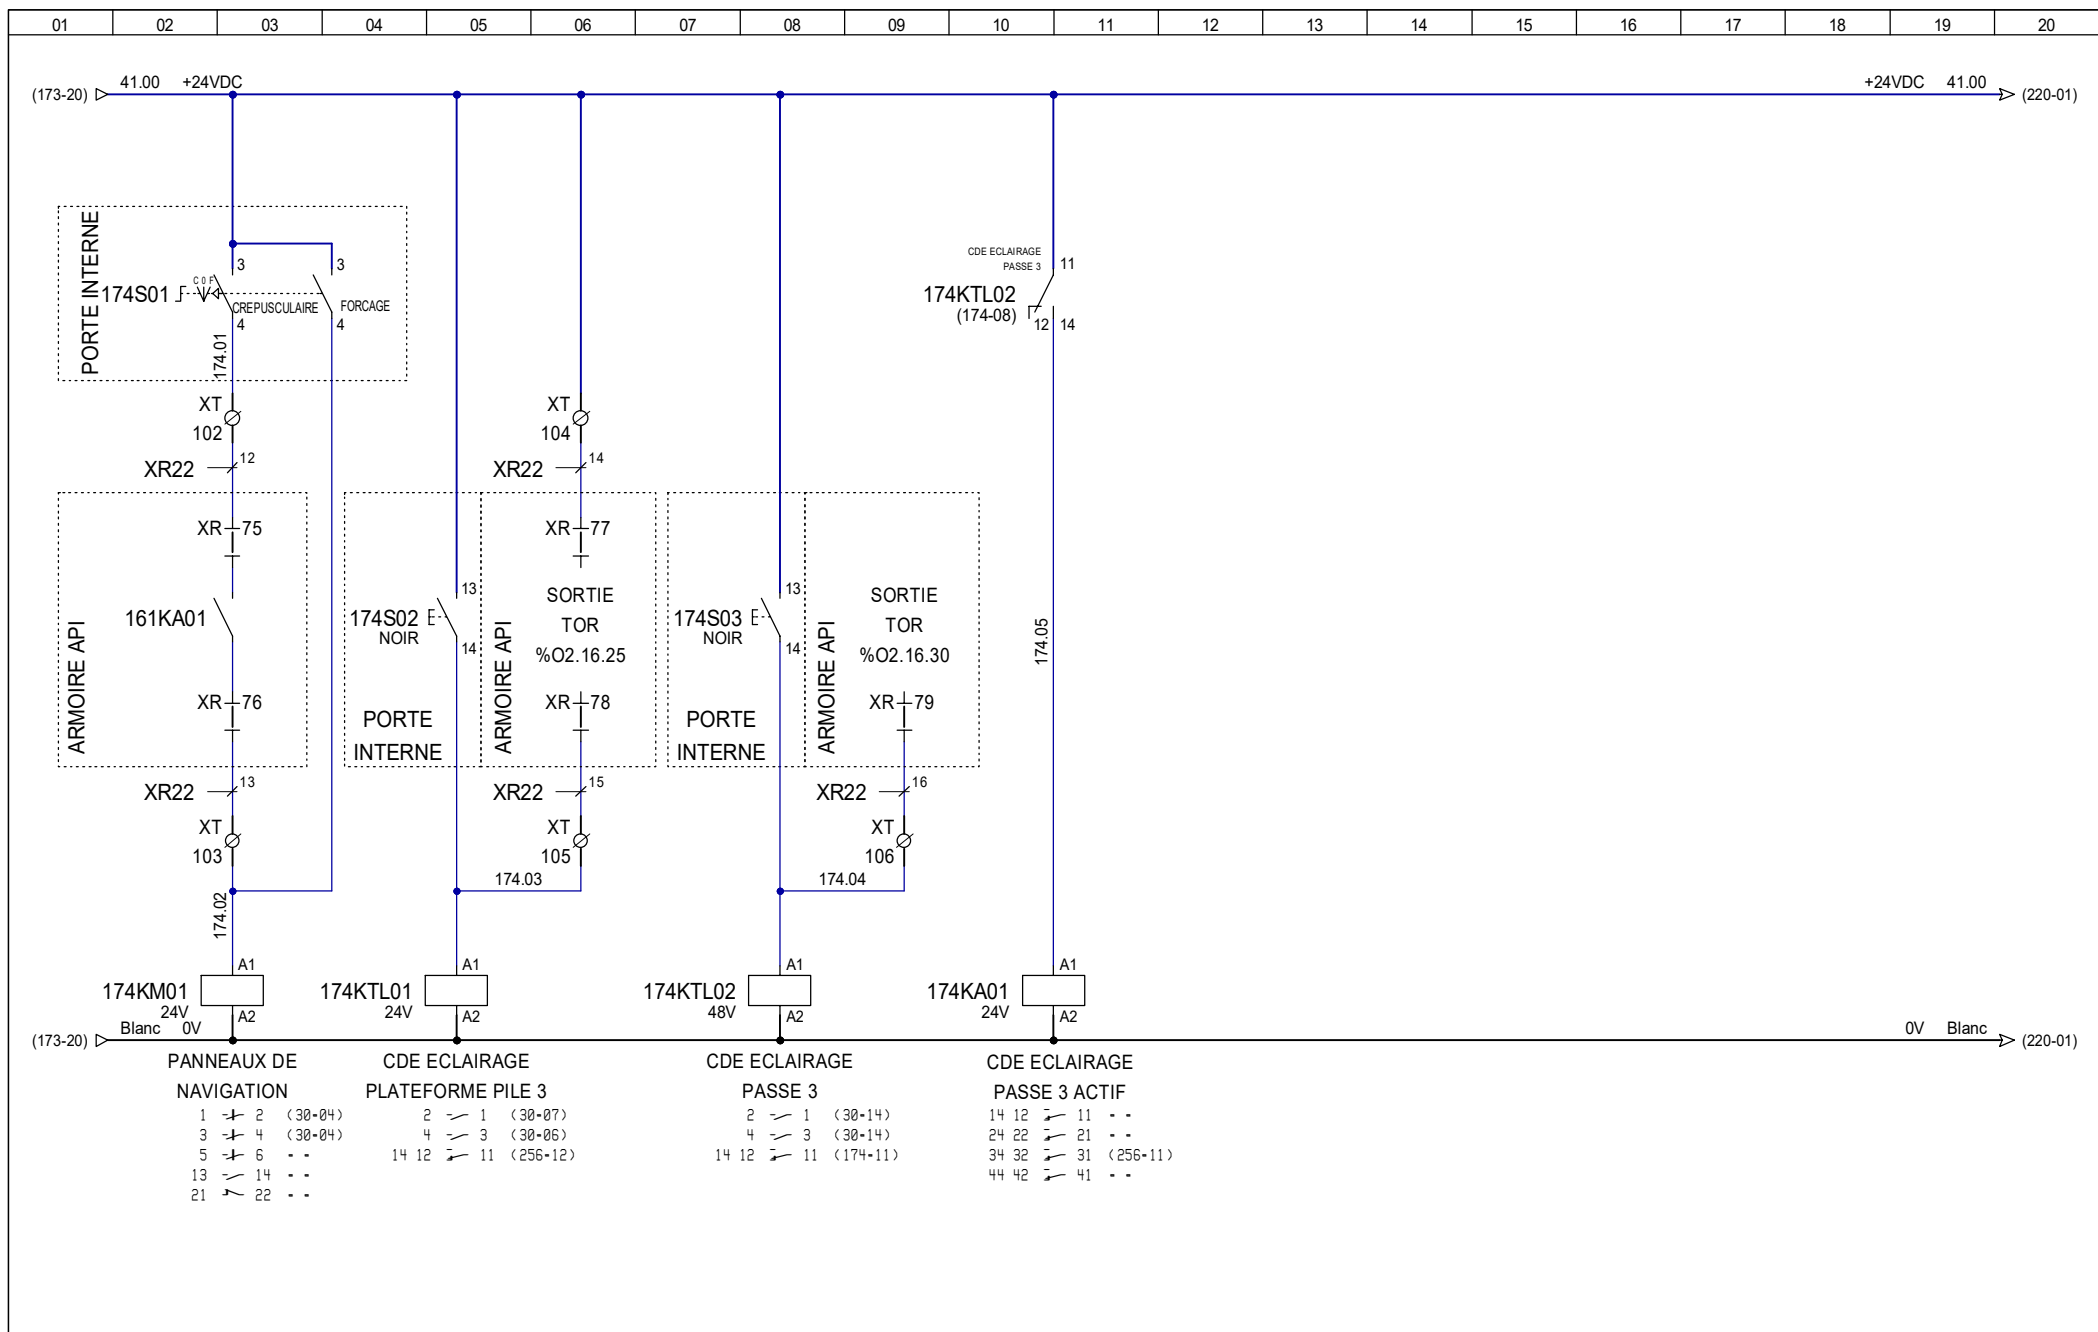 01 02 03 04 05 06 07 08 09 10 11 12 13 14 15 16 17 18 19 20
(173-20) 41.00 +24VDC +24VDC 41.00 (220-01)
PORTE INTERNE
174S01
C 0 F
3
CREPUSCULAIRE
4
3
FORCAGE
4
174.01
XT
102
XR22 12
ARMOIRE API
XR 75
161KA01
XR 76
XR22 13
XT
103
174.02
174KM01
24V
A1
A2
174S02
NOIR
13
14
PORTE
INTERNE
XT
104
XR22 14
ARMOIRE API
XR 77
SORTIE
TOR
%O2.16.25
XR 78
XR22 15
XT
105
174.03
174KTL01
24V
A1
A2
174S03
NOIR
13
14
PORTE
INTERNE
ARMOIRE API
SORTIE
TOR
%O2.16.30
XR 79
XR22 16
XT
106
174.04
174KTL02
48V
A1
A2
CDE ECLAIRAGE
PASSE 3
11
174KTL02
(174-08)
12 14
174.05
174KA01
24V
A1
A2
(173-20) Blanc 0V 0V Blanc (220-01)
PANNEAUX DE
NAVIGATION
1 2 (30-04)
3 4 (30-04)
5 6 - -
13 14 - -
21 22 - -
CDE ECLAIRAGE
PLATEFORME PILE 3
2 1 (30-07)
4 3 (30-06)
14 12 11 (256-12)
CDE ECLAIRAGE
PASSE 3
2 1 (30-14)
4 3 (30-14)
14 12 11 (174-11)
CDE ECLAIRAGE
PASSE 3 ACTIF
14 12 11 - -
24 22 21 - -
34 32 31 (256-11)
44 42 41 - -